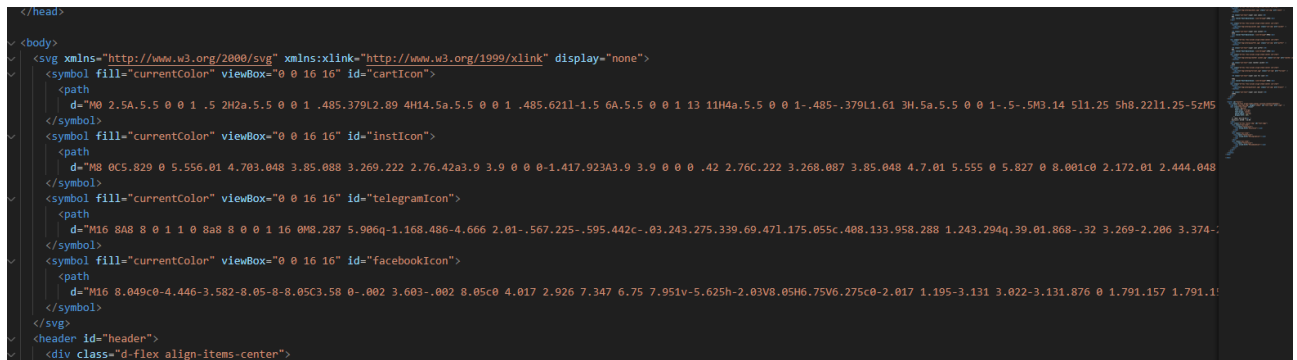 </head>
<body>
<svg xmlns="http://www.w3.org/2000/svg" xmlns:xlink="http://www.w3.org/1999/xlink" display="none">
<symbol fill="currentColor" viewBox="0 0 16 16" id="cartIcon">
<path
d="M0 2.5A.5.5 0 0 1 .5 2H2a.5.5 0 0 1 .485.379L2.89 4H14.5a.5.5 0 0 1 .485.621l-1.5 6A.5.5 0 0 1 13 11H4a.5.5 0 0 1-.485-.379L1.61 3H.5a.5.5 0 0 1-.5-.5M3.14 5l1.25 5h8.22l1.25-5zM5
</symbol>
<symbol fill="currentColor" viewBox="0 0 16 16" id="instIcon">
<path
d="M8 0C5.829 0 5.556.01 4.703.048 3.85.088 3.269.222 2.76.42a3.9 3.9 0 0 0-1.417.923A3.9 3.9 0 0 0 .42 2.76C.222 3.268.087 3.85.048 4.7.01 5.555 0 5.827 0 8.001c0 2.172.01 2.444.048
</symbol>
<symbol fill="currentColor" viewBox="0 0 16 16" id="telegramIcon">
<path
d="M16 8A8 8 0 1 1 0 8a8 8 0 0 1 16 0M8.287 5.906q-1.168.486-4.666 2.01-.567.225-.595.442c-.03.243.275.339.69.47l.175.055c.408.133.958.288 1.243.294q.39.01.868-.32 3.269-2.206 3.374-
</symbol>
<symbol fill="currentColor" viewBox="0 0 16 16" id="facebookIcon">
<path
d="M16 8.049c0-4.446-3.582-8.05-8-8.05C3.58 0-.002 3.603-.002 8.05c0 4.017 2.926 7.347 6.75 7.951v-5.625h-2.03V8.05H6.75V6.275c0-2.017 1.195-3.131 3.022-3.131.876 0 1.791.157 1.791.15
</symbol>
</svg>
<header id="header">
<div class="d-flex align-items-center">